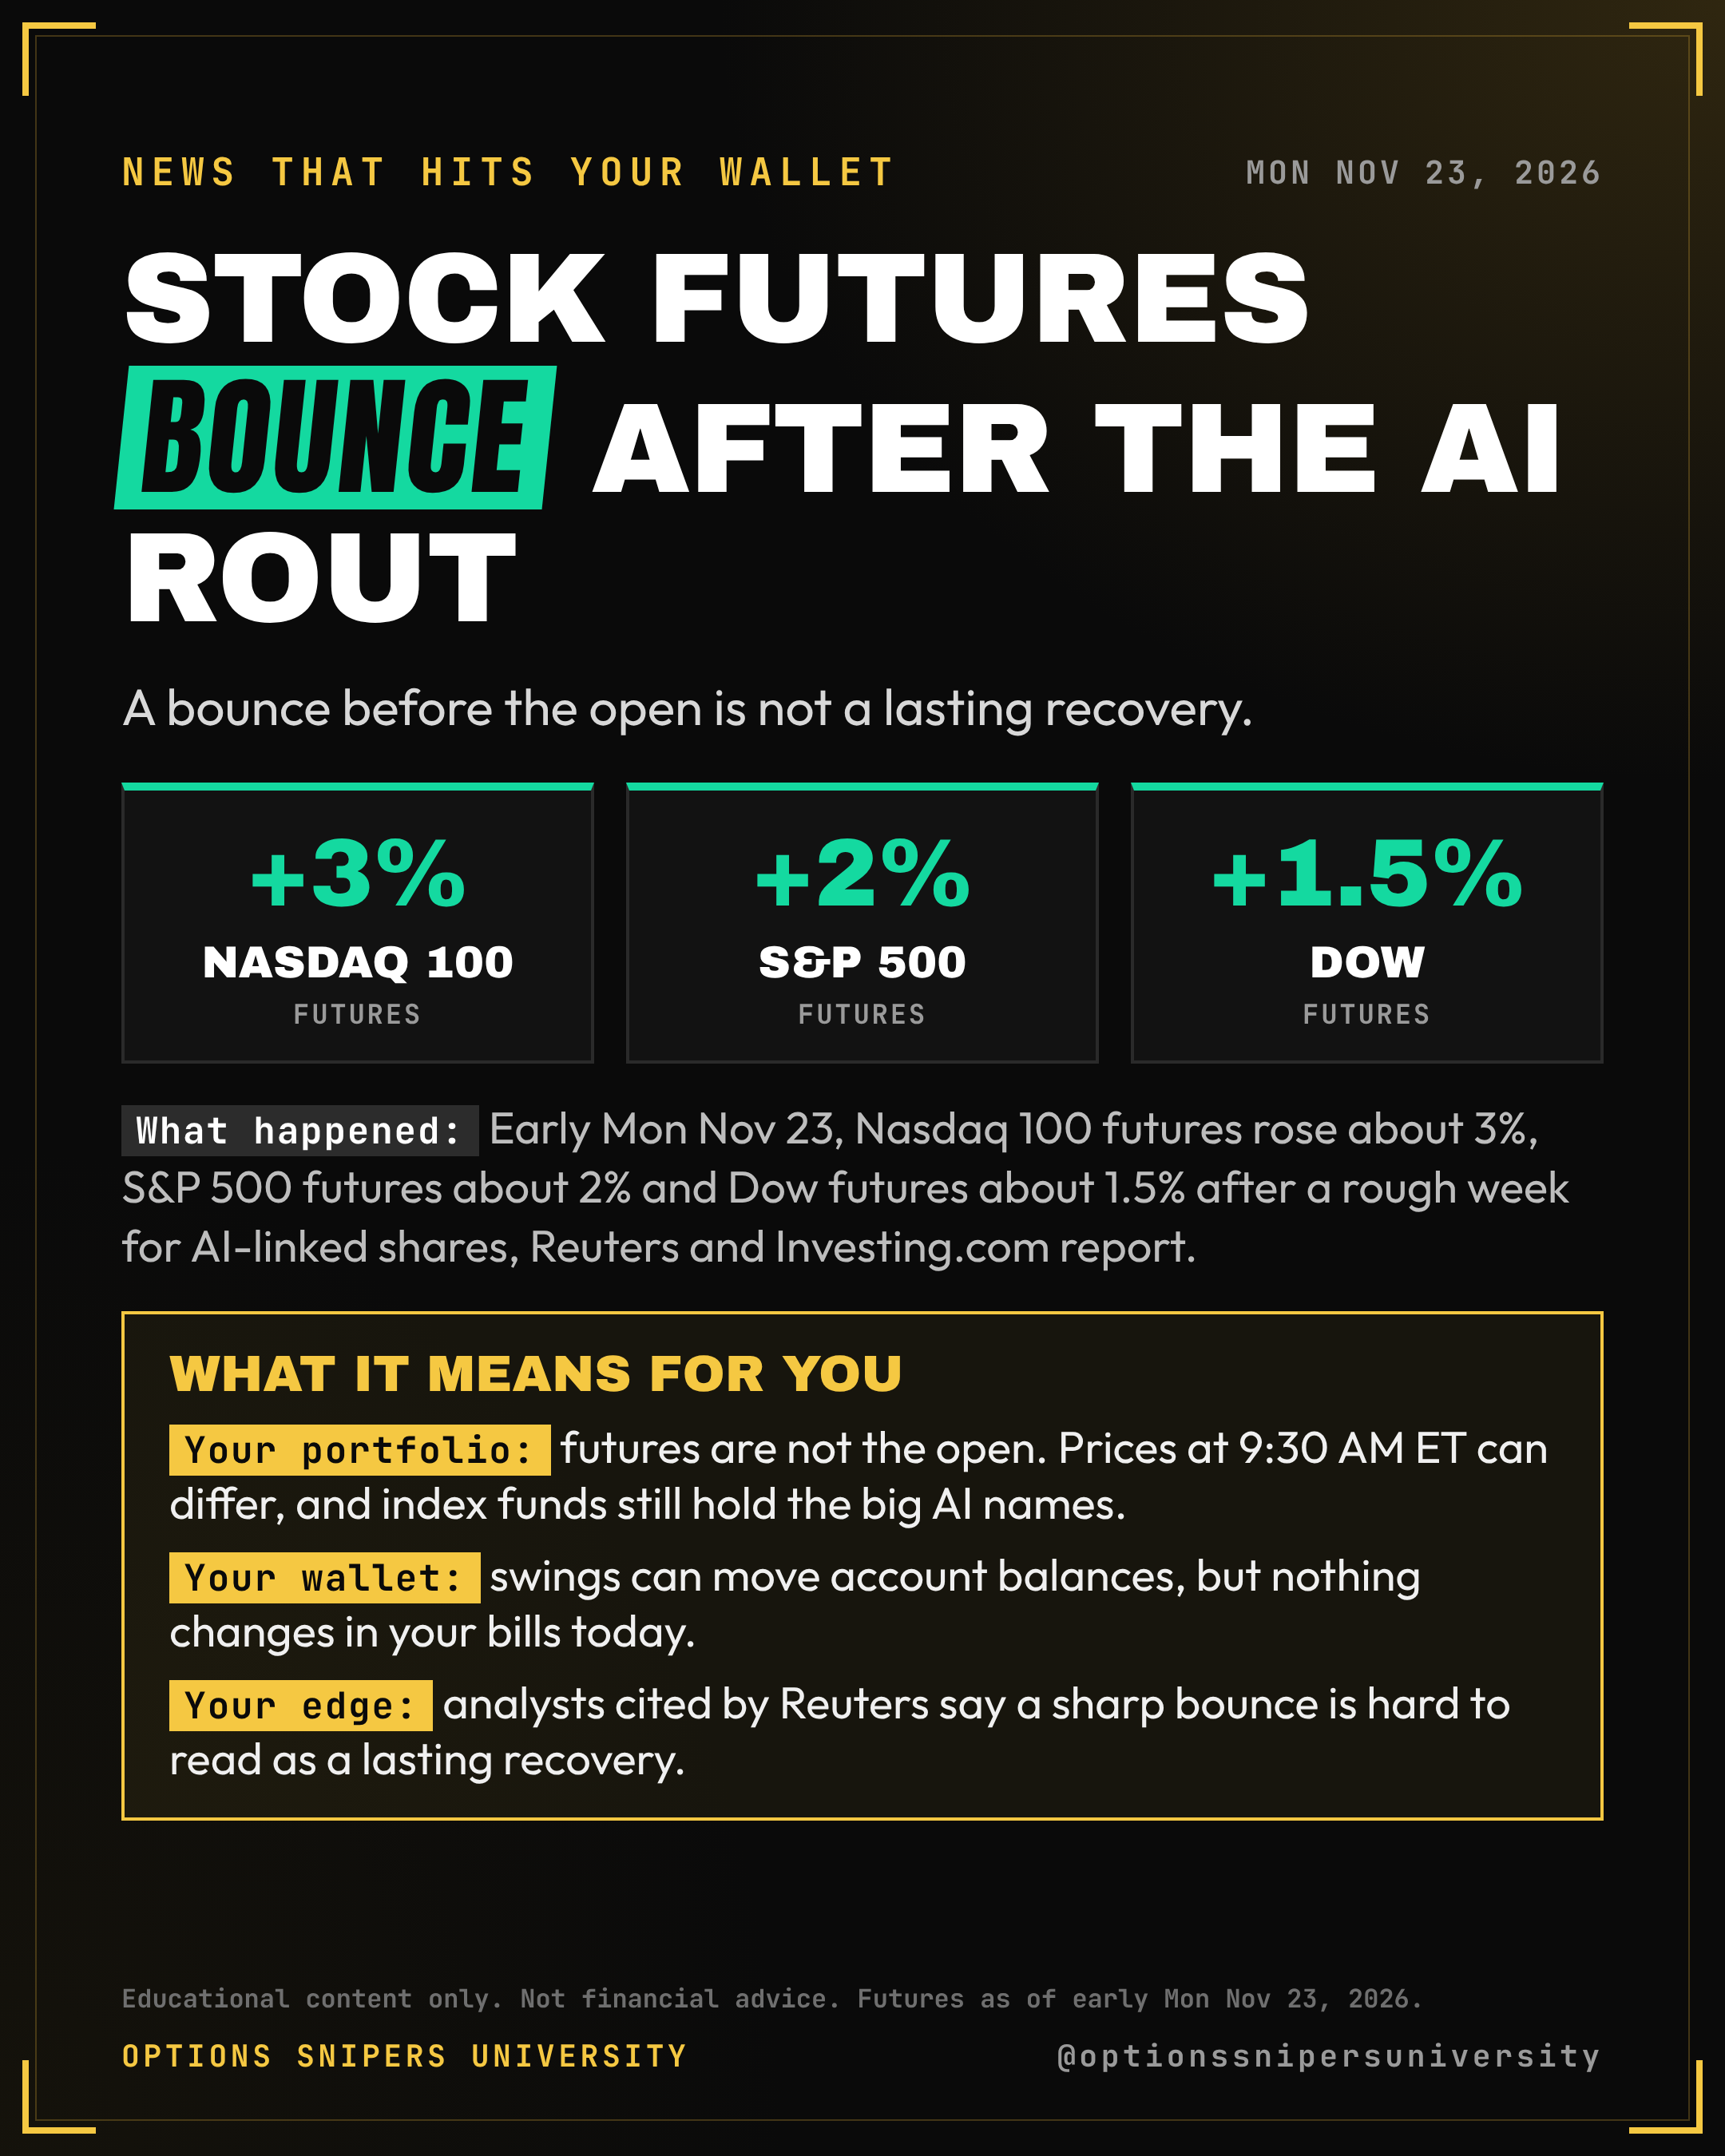 NEWS THAT HITS YOUR WALLET
MON NOV 23, 2026
STOCK FUTURES
BOUNCE AFTER THE AI
ROUT
A bounce before the open is not a lasting recovery.
+3%
NASDAQ 100
FUTURES
+2%
S&P 500
FUTURES
+1.5%
DOW
FUTURES
What happened: Early Mon Nov 23, Nasdaq 100 futures rose about 3%,
S&P 500 futures about 2% and Dow futures about 1.5% after a rough week
for AI-linked shares, Reuters and Investing.com report.
WHAT IT MEANS FOR YOU
Your portfolio: futures are not the open. Prices at 9:30 AM ET can
differ, and index funds still hold the big AI names.
Your wallet: swings can move account balances, but nothing
changes in your bills today.
Your edge: analysts cited by Reuters say a sharp bounce is hard to
read as a lasting recovery.
Educational content only. Not financial advice. Futures as of early Mon Nov 23, 2026.
OPTIONS SNIPERS UNIVERSITY
@optionssnipersuniversity